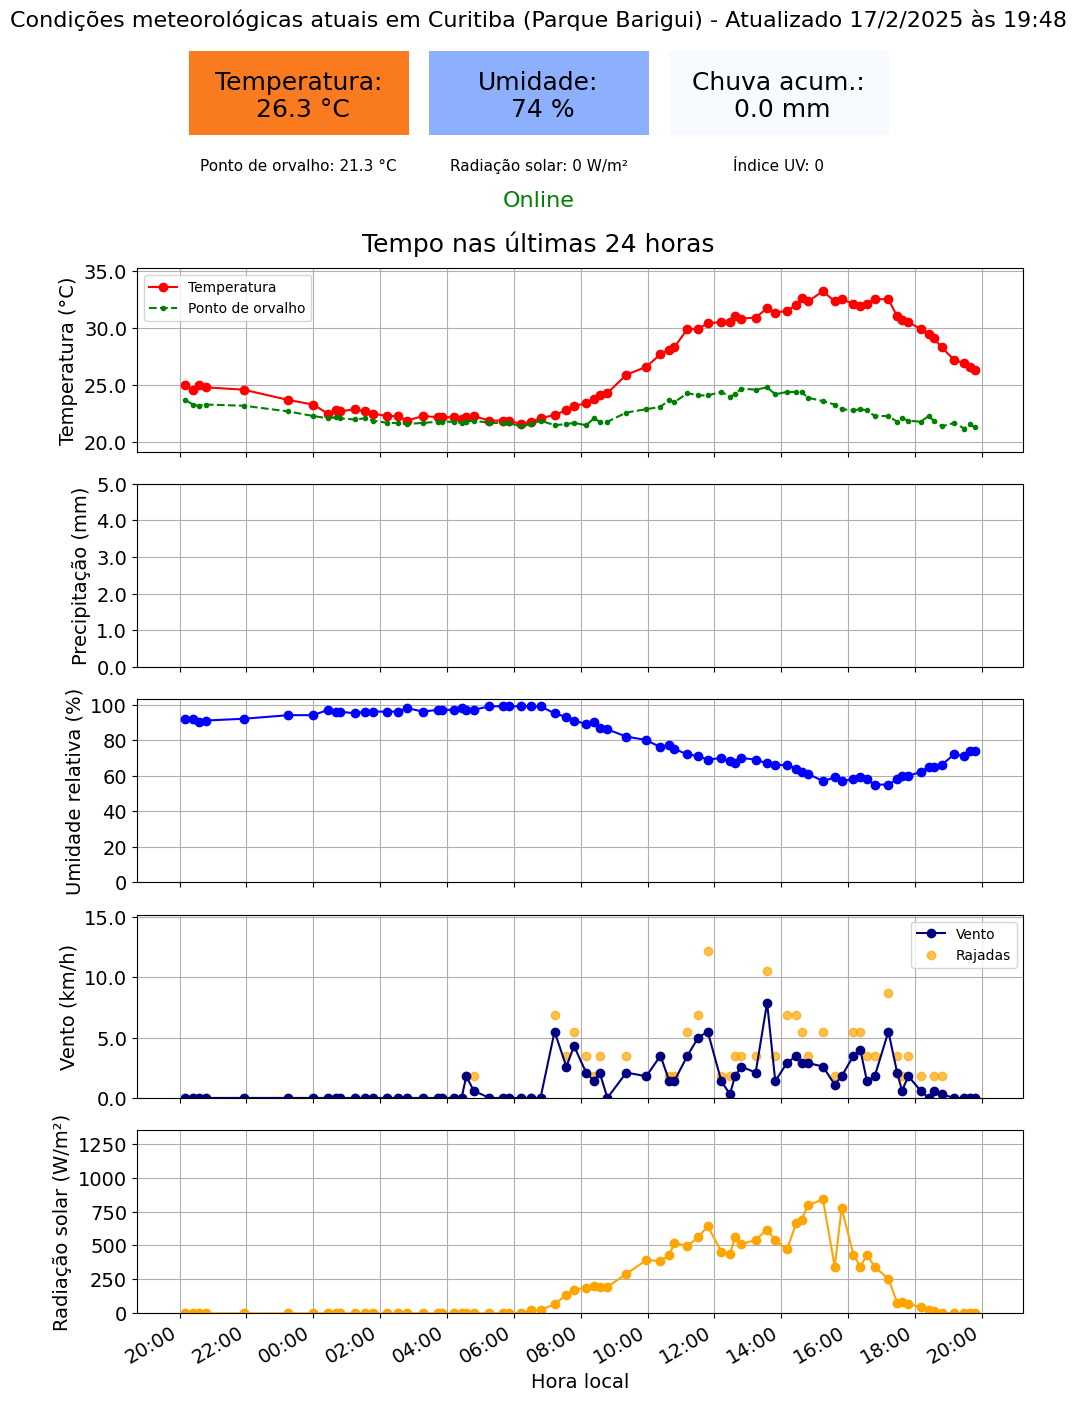 Condições meteorológicas atuais em Curitiba (Parque Barigui) - Atualizado 17/2/2025 às 19:48
Temperatura:
26.3 °C
Umidade:
74 %
Chuva acum.:
0.0 mm
Ponto de orvalho: 21.3 °C
Radiação solar: 0 W/m²
Índice UV: 0
Online
Tempo nas últimas 24 horas
Temperatura (°C)
35.0
30.0
25.0
20.0
Temperatura
Ponto de orvalho
Precipitação (mm)
5.0
4.0
3.0
2.0
1.0
0.0
Umidade relativa (%)
100
80
60
40
20
0
Vento (km/h)
15.0
10.0
5.0
0.0
Vento
Rajadas
Radiação solar (W/m²)
1250
1000
750
500
250
0
20:00
22:00
00:00
02:00
04:00
06:00
08:00
10:00
12:00
14:00
16:00
18:00
20:00
Hora local